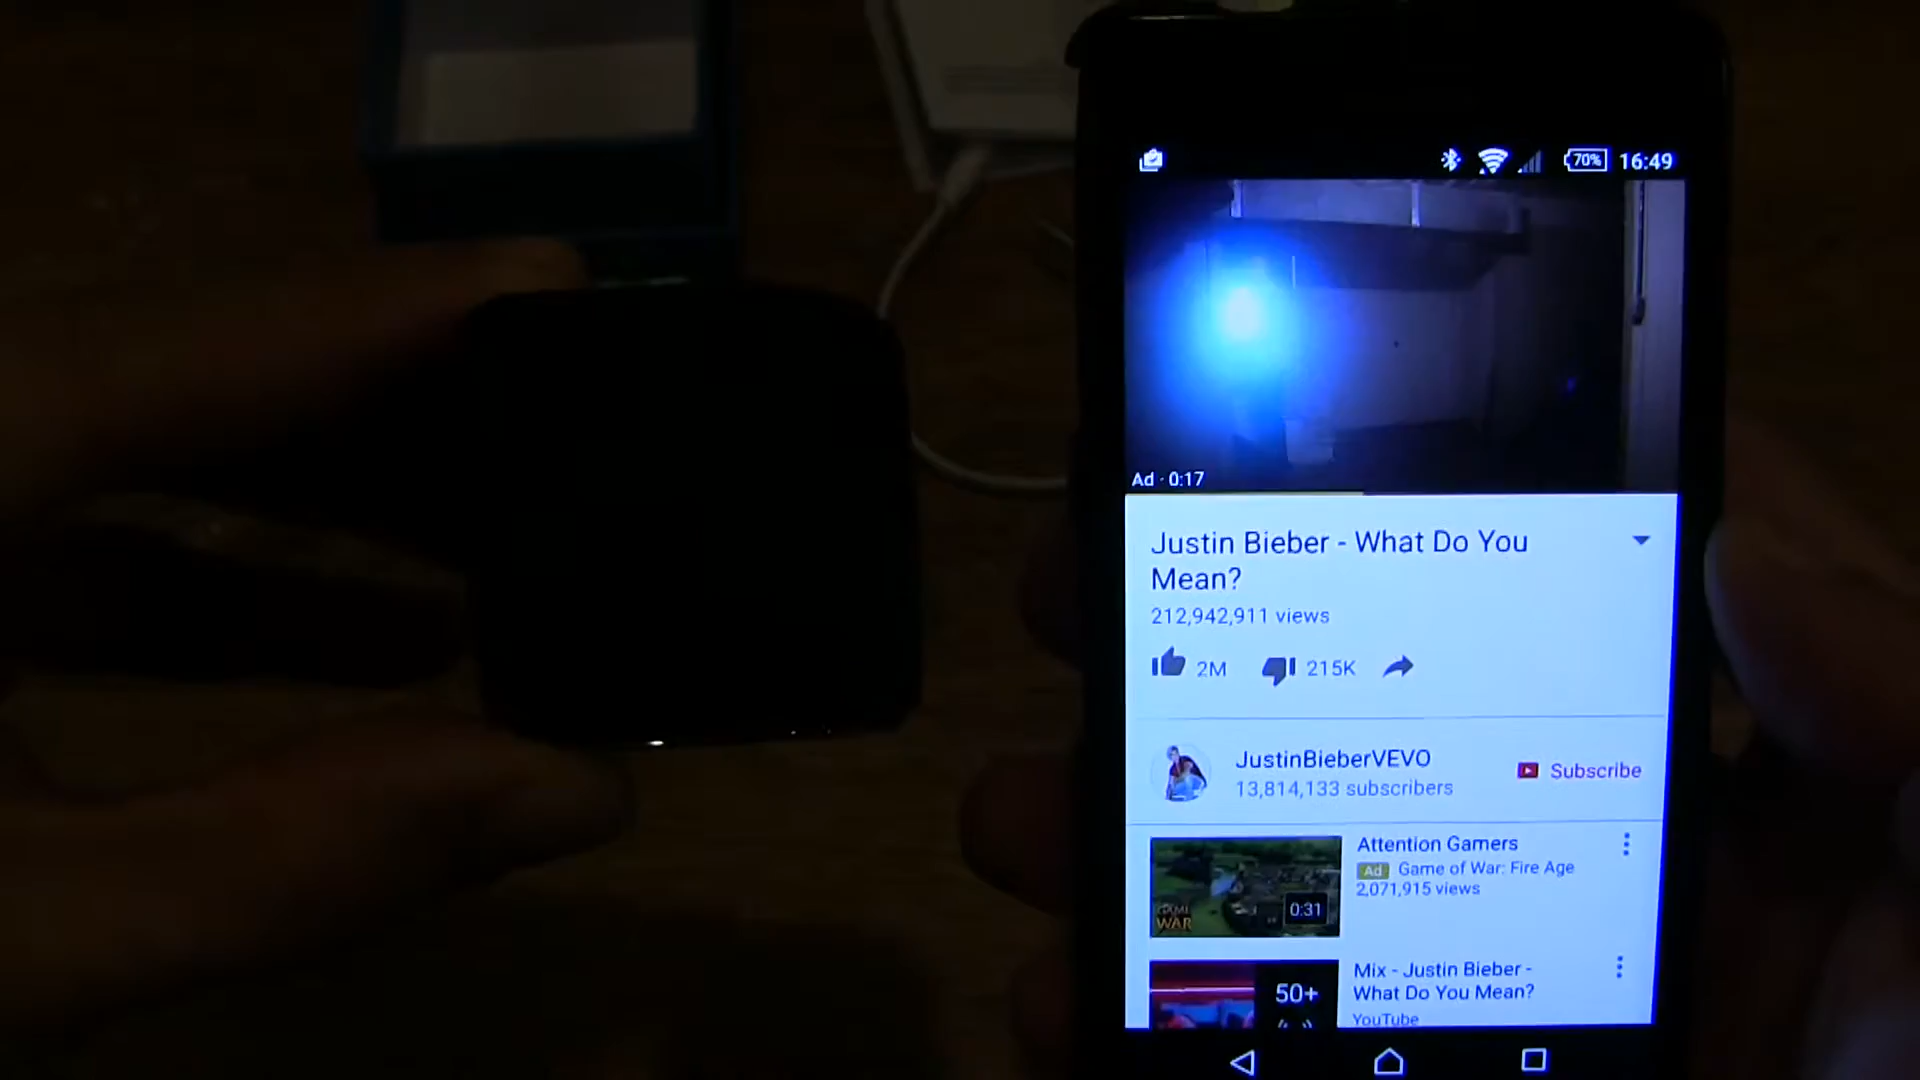 70% 16:49
Ad · 0:17
Justin Bieber - What Do You
Mean?
212,942,911 views
2M 215K
JustinBieberVEVO
13,814,133 subscribers
Subscribe
Attention Gamers
Ad Game of War: Fire Age
2,071,915 views
0:31
GAME
WAR
Mix - Justin Bieber -
What Do You Mean?
YouTube
50+